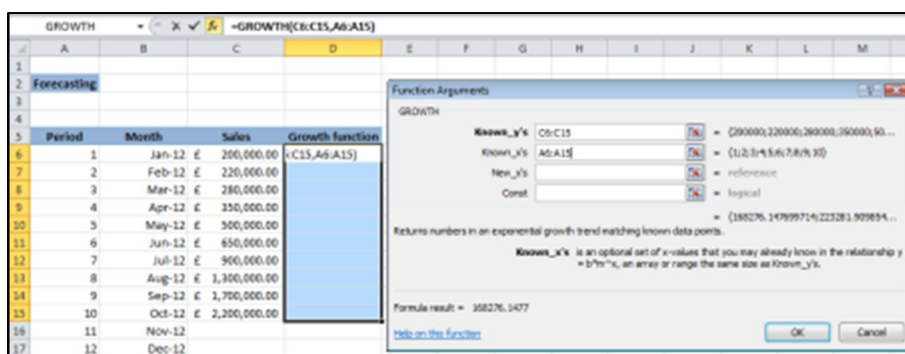 GROWTH =GROWTH(C6:C15,A6:A15)
A B C D E F G H I J K L M
1
2 Forecasting
3
4
5 Period Month Sales Growth function
6 1 Jan-12 £ 200,000.00 :C15,A6:A15)
7 2 Feb-12 £ 220,000.00
8 3 Mar-12 £ 280,000.00
9 4 Apr-12 £ 350,000.00
10 5 May-12 £ 500,000.00
11 6 Jun-12 £ 650,000.00
12 7 Jul-12 £ 900,000.00
13 8 Aug-12 £ 1,300,000.00
14 9 Sep-12 £ 1,700,000.00
15 10 Oct-12 £ 2,200,000.00
16 11 Nov-12
17 12 Dec-12
Function Arguments
GROWTH
Known_y's C6:C15 = {200000;220000;280000;350000;50...
Known_x's A6:A15 = {1;2;3;4;5;6;7;8;9;10}
New_x's = reference
Const = logical
= {168276.147699714;223281.909854...
Returns numbers in an exponential growth trend matching known data points.
Known_x's is an optional set of x-values that you may already know in the relationship y
= b*m^x, an array or range the same size as Known_y's.
Formula result = 168276.1477
Help on this function OK Cancel